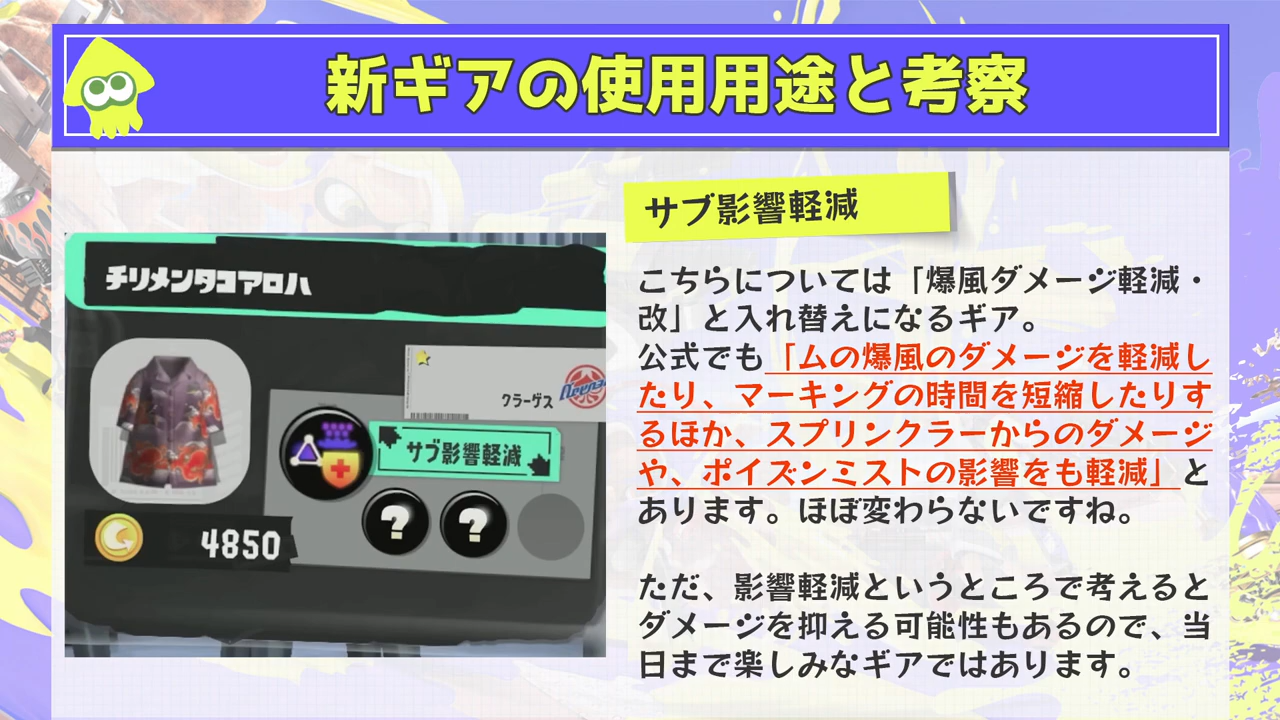 新ギアの使用用途と考察
サブ影響軽減
チリメンタコアロハ
クラーゲス
サブ影響軽減
?
?
4850
こちらについては「爆風ダメージ軽減・
改」と入れ替えになるギア。
公式でも「ムの爆風のダメージを軽減し
たり、マーキングの時間を短縮したりす
るほか、スプリンクラーからのダメージ
や、ポイズンミストの影響をも軽減」と
あります。ほぼ変わらないですね。
ただ、影響軽減というところで考えると
ダメージを抑える可能性もあるので、当
日まで楽しみなギアではあります。